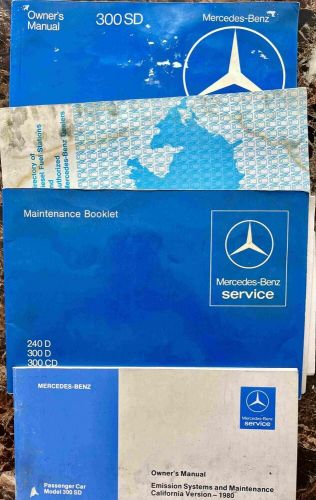 Owner's
Manual
300 SD
Mercedes-Benz
Directory of
Diesel Fuel Stations
and
Authorized
Mercedes-Benz Dealers
Maintenance Booklet
Mercedes-Benz
service
240 D
300 D
300 CD
MERCEDES-BENZ
Mercedes-Benz
service
Passenger Car
Model 300 SD
Owner's Manual
Emission Systems and Maintenance
California Version – 1980